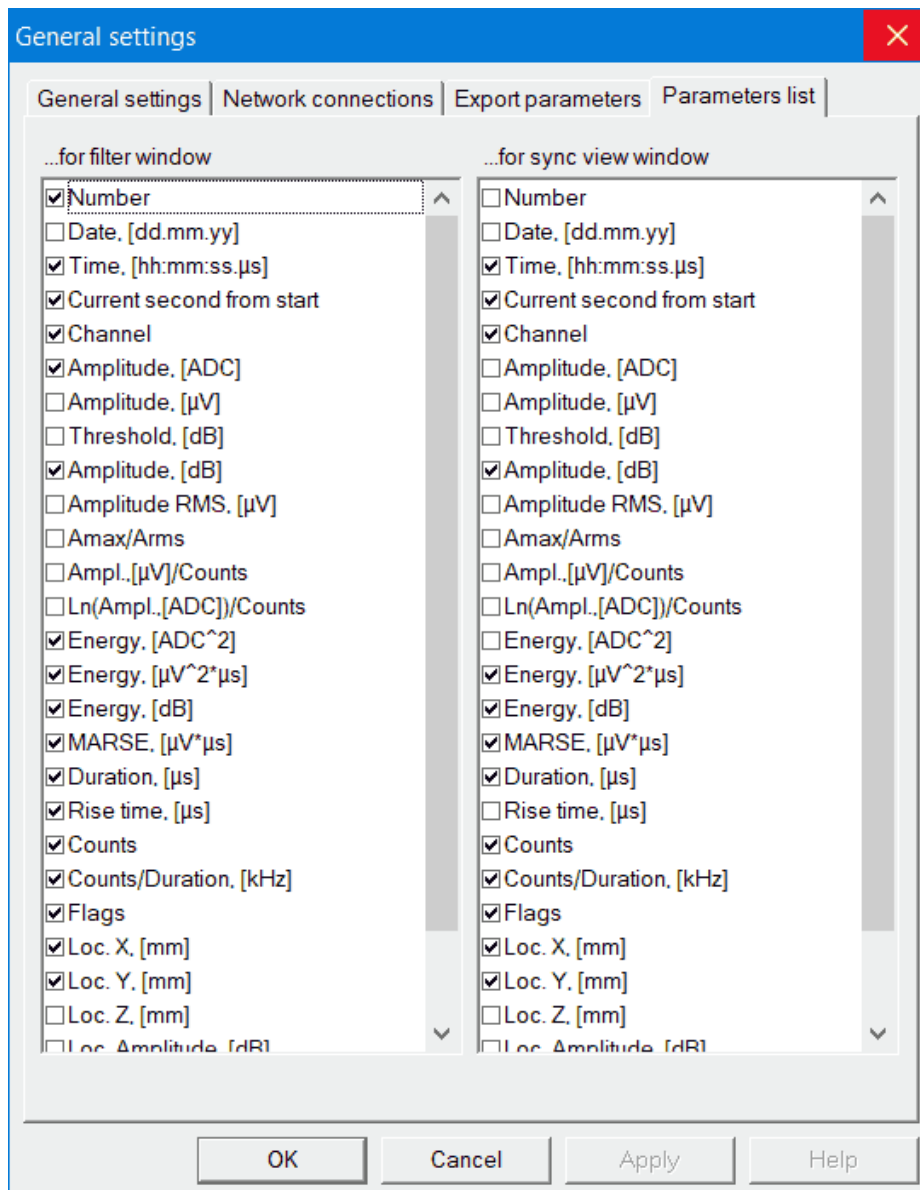 General settings
General settings
Network connections
Export parameters
Parameters list
...for filter window
Number
Date, [dd.mm.yy]
Time, [hh:mm:ss.µs]
Current second from start
Channel
Amplitude, [ADC]
Amplitude, [µV]
Threshold, [dB]
Amplitude, [dB]
Amplitude RMS, [µV]
Amax/Arms
Ampl.,[µV]/Counts
Ln(Ampl.,[ADC])/Counts
Energy, [ADC^2]
Energy, [µV^2*µs]
Energy, [dB]
MARSE, [µV*µs]
Duration, [µs]
Rise time, [µs]
Counts
Counts/Duration, [kHz]
Flags
Loc. X, [mm]
Loc. Y, [mm]
Loc. Z, [mm]
Loc. Amplitude, [dB]
...for sync view window
Number
Date, [dd.mm.yy]
Time, [hh:mm:ss.µs]
Current second from start
Channel
Amplitude, [ADC]
Amplitude, [µV]
Threshold, [dB]
Amplitude, [dB]
Amplitude RMS, [µV]
Amax/Arms
Ampl.,[µV]/Counts
Ln(Ampl.,[ADC])/Counts
Energy, [ADC^2]
Energy, [µV^2*µs]
Energy, [dB]
MARSE, [µV*µs]
Duration, [µs]
Rise time, [µs]
Counts
Counts/Duration, [kHz]
Flags
Loc. X, [mm]
Loc. Y, [mm]
Loc. Z, [mm]
Loc. Amplitude, [dB]
OK
Cancel
Apply
Help